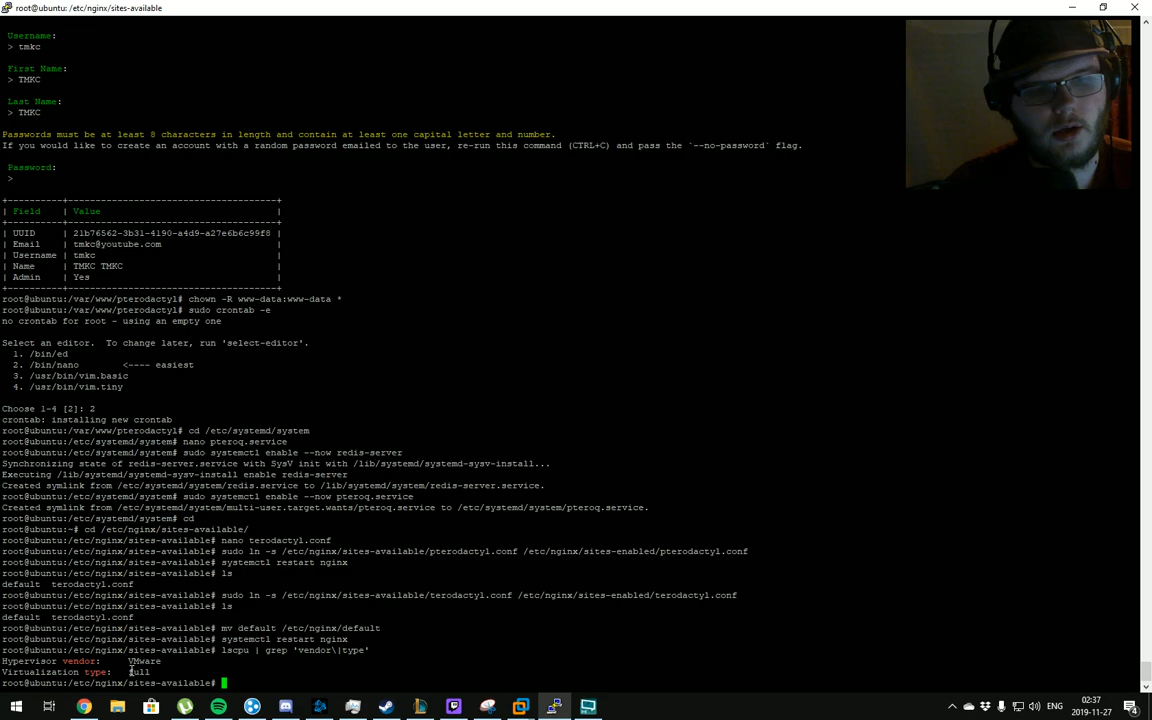 root@ubuntu: /etc/nginx/sites-available
Username:
> tmkc
First Name:
> TMKC
Last Name:
> TMKC
Passwords must be at least 8 characters in length and contain at least one capital letter and number.
If you would like to create an account with a random password emailed to the user, re-run this command (CTRL+C) and pass the `--no-password` flag.
Password:
>
+----------+--------------------------------------+
| Field    | Value                                |
+----------+--------------------------------------+
| UUID     | 21b76562-3b31-4190-a4d9-a27e6b6c99f8 |
| Email    | tmkc@youtube.com                     |
| Username | tmkc                                 |
| Name     | TMKC TMKC                            |
| Admin    | Yes                                  |
+----------+--------------------------------------+
root@ubuntu:/var/www/pterodactyl# chown -R www-data:www-data *
root@ubuntu:/var/www/pterodactyl# sudo crontab -e
no crontab for root - using an empty one
Select an editor.  To change later, run 'select-editor'.
1. /bin/ed
2. /bin/nano        <---- easiest
3. /usr/bin/vim.basic
4. /usr/bin/vim.tiny
Choose 1-4 [2]: 2
crontab: installing new crontab
root@ubuntu:/var/www/pterodactyl# cd /etc/systemd/system
root@ubuntu:/etc/systemd/system# nano pteroq.service
root@ubuntu:/etc/systemd/system# sudo systemctl enable --now redis-server
Synchronizing state of redis-server.service with SysV init with /lib/systemd/systemd-sysv-install...
Executing /lib/systemd/systemd-sysv-install enable redis-server
Created symlink from /etc/systemd/system/redis.service to /lib/systemd/system/redis-server.service.
root@ubuntu:/etc/systemd/system# sudo systemctl enable --now pteroq.service
Created symlink from /etc/systemd/system/multi-user.target.wants/pteroq.service to /etc/systemd/system/pteroq.service.
root@ubuntu:/etc/systemd/system# cd
root@ubuntu:~# cd /etc/nginx/sites-available/
root@ubuntu:/etc/nginx/sites-available# nano terodactyl.conf
root@ubuntu:/etc/nginx/sites-available# sudo ln -s /etc/nginx/sites-available/pterodactyl.conf /etc/nginx/sites-enabled/pterodactyl.conf
root@ubuntu:/etc/nginx/sites-available# systemctl restart nginx
root@ubuntu:/etc/nginx/sites-available# ls
default  terodactyl.conf
root@ubuntu:/etc/nginx/sites-available# sudo ln -s /etc/nginx/sites-available/terodactyl.conf /etc/nginx/sites-enabled/terodactyl.conf
root@ubuntu:/etc/nginx/sites-available# ls
default  terodactyl.conf
root@ubuntu:/etc/nginx/sites-available# mv default /etc/nginx/default
root@ubuntu:/etc/nginx/sites-available# systemctl restart nginx
root@ubuntu:/etc/nginx/sites-available# lscpu | grep 'vendor\|type'
Hypervisor vendor:     VMware
Virtualization type:   full
root@ubuntu:/etc/nginx/sites-available#
ENG
02:37
2019-11-27
4